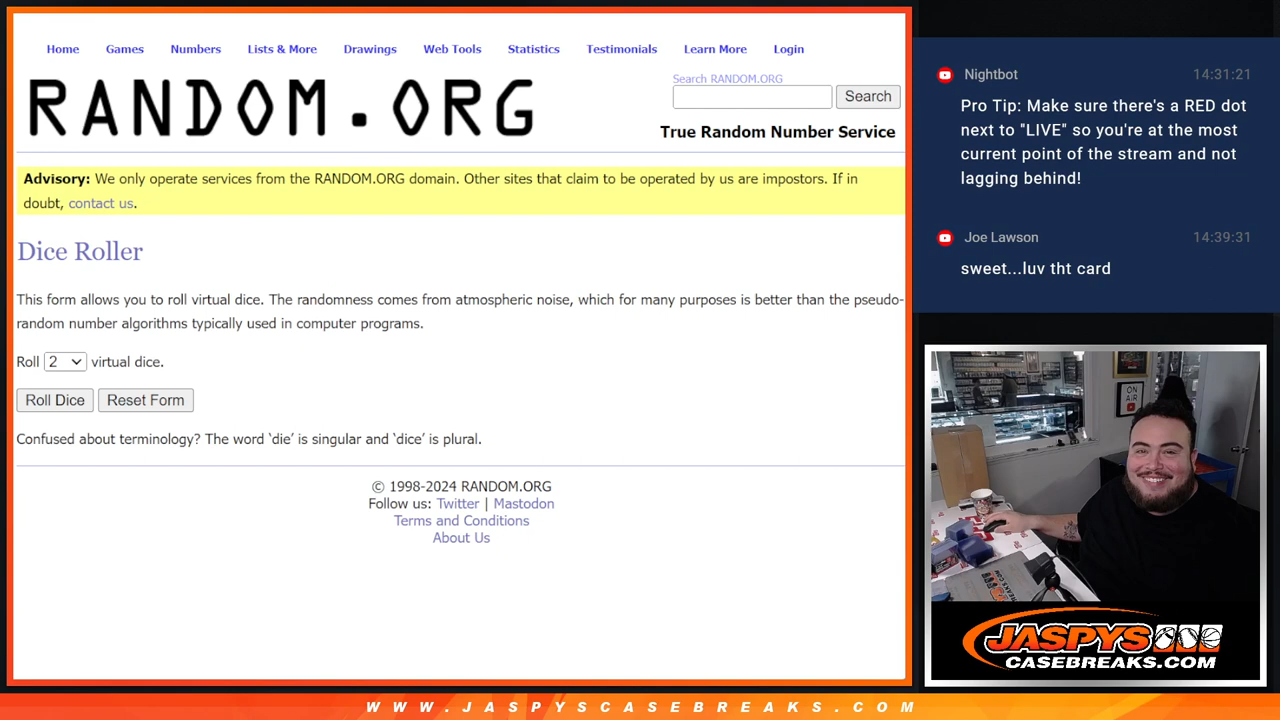 Home Games Numbers Lists & More Drawings Web Tools Statistics Testimonials Learn More Login
RANDOM.ORG
Search RANDOM.ORG
Search
True Random Number Service
Advisory: We only operate services from the RANDOM.ORG domain. Other sites that claim to be operated by us are impostors. If in
doubt, contact us.
Dice Roller
This form allows you to roll virtual dice. The randomness comes from atmospheric noise, which for many purposes is better than the pseudo-
random number algorithms typically used in computer programs.
Roll 2 virtual dice.
Roll Dice Reset Form
Confused about terminology? The word ‘die’ is singular and ‘dice’ is plural.
© 1998-2024 RANDOM.ORG
Follow us: Twitter | Mastodon
Terms and Conditions
About Us
Nightbot 14:31:21
Pro Tip: Make sure there's a RED dot
next to "LIVE" so you're at the most
current point of the stream and not
lagging behind!
Joe Lawson 14:39:31
sweet...luv tht card
ON
AIR
JASPYS
CASEBREAKS.COM
WWW.JASPYSCASEBREAKS.COM